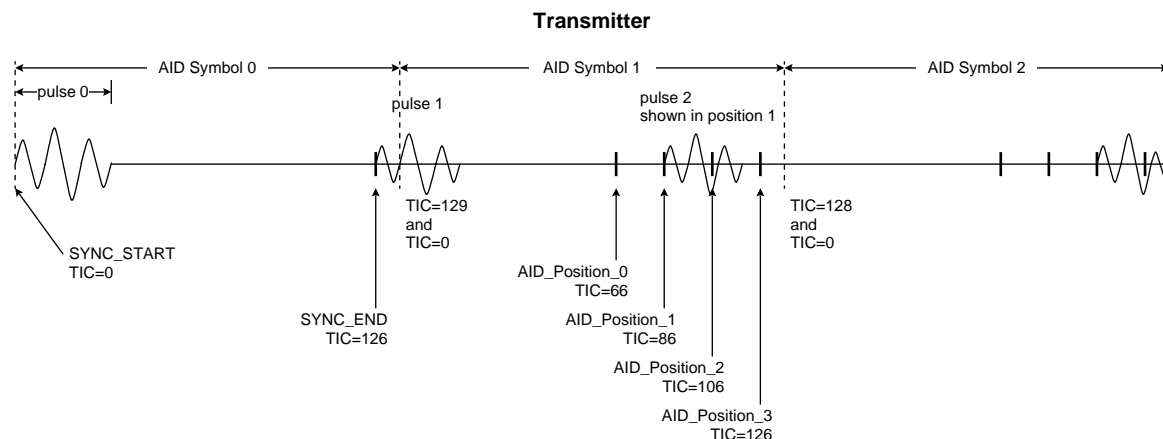 Transmitter
AID Symbol 0
AID Symbol 1
AID Symbol 2
pulse 0
pulse 1
pulse 2
shown in position 1
TIC=129
and
TIC=0
TIC=128
and
TIC=0
SYNC_START
TIC=0
AID_Position_0
TIC=66
SYNC_END
TIC=126
AID_Position_1
TIC=86
AID_Position_2
TIC=106
AID_Position_3
TIC=126